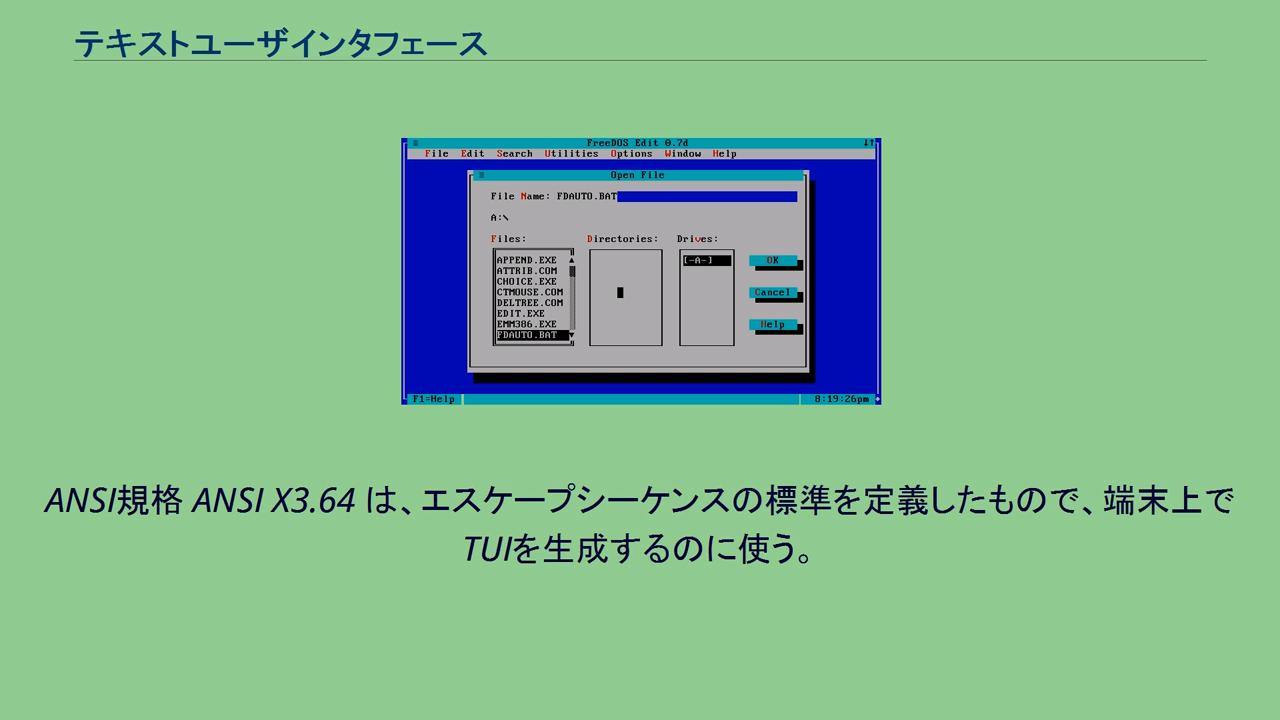 テキストユーザインタフェース
FreeDOS Edit 0.7d
File Edit Search Utilities Options Window Help
Open File
File Name: FDAUTO.BAT
A:\
Files: Directories: Drives:
APPEND.EXE [-A-] OK
ATTRIB.COM
CHOICE.EXE
CTMOUSE.COM Cancel
DELTREE.COM
EDIT.EXE
EMM386.EXE Help
FDAUTO.BAT
F1=Help 8:19:26pm
ANSI規格 ANSI X3.64 は、エスケープシーケンスの標準を定義したもので、端末上で
TUIを生成するのに使う。